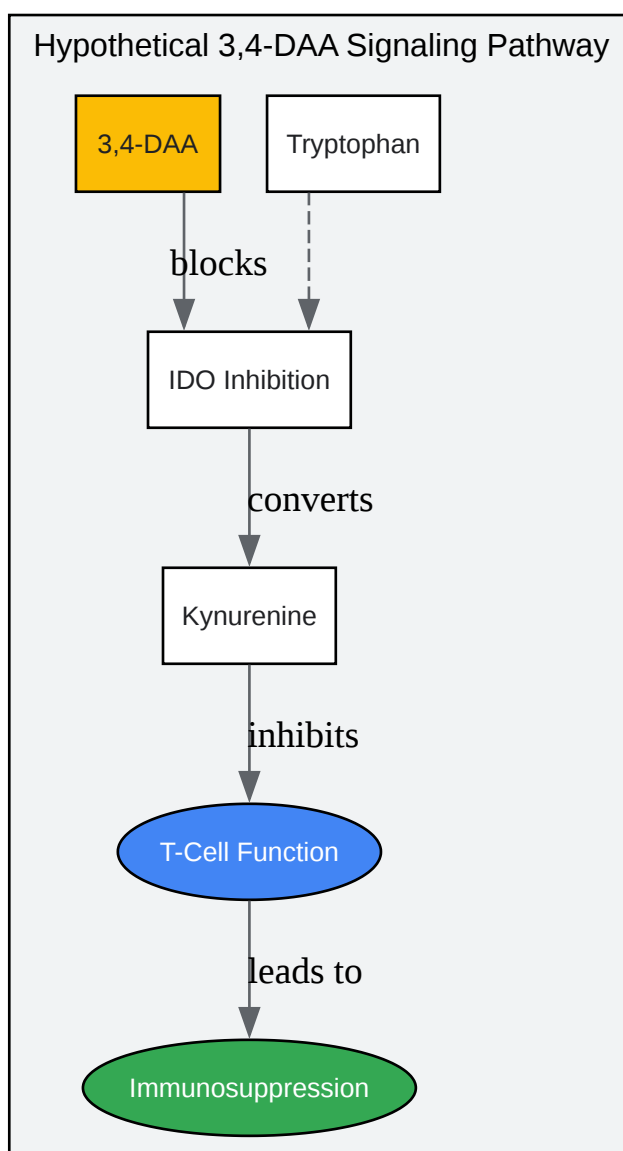 Hypothetical 3,4-DAA Signaling Pathway
3,4-DAA
Tryptophan
blocks
IDO Inhibition
converts
Kynurenine
inhibits
T-Cell Function
leads to
Immunosuppression